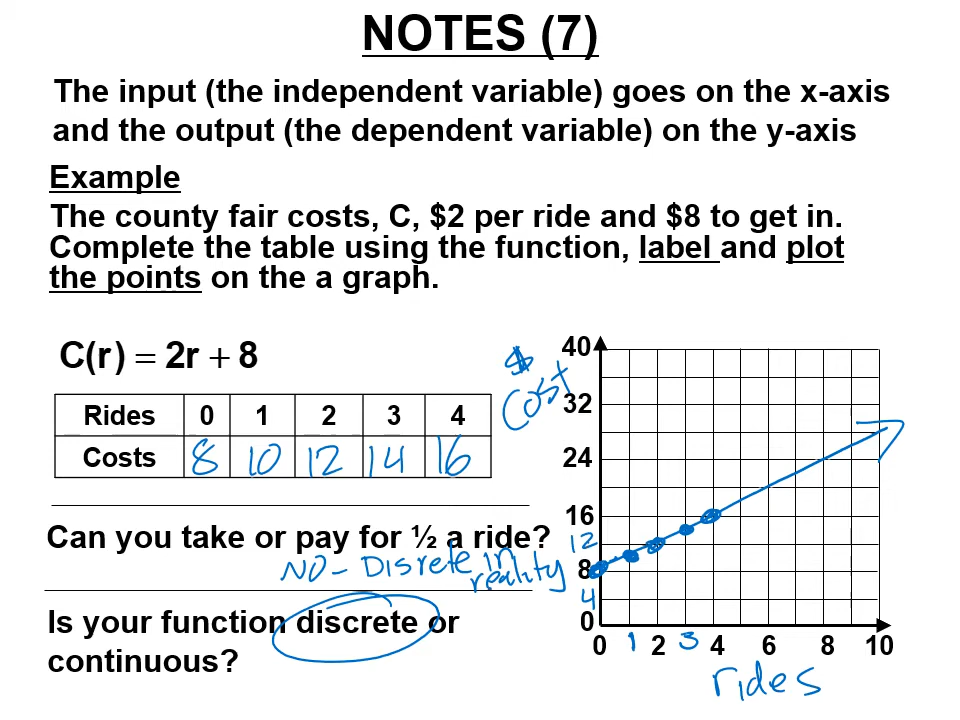 NOTES (7)
The input (the independent variable) goes on the x-axis
and the output (the dependent variable) on the y-axis
Example
The county fair costs, C, $2 per ride and $8 to get in.
Complete the table using the function, label and plot
the points on the a graph.
C(r) = 2r + 8
Rides 0 1 2 3 4
Costs 8 10 12 14 16
Can you take or pay for ½ a ride?
NO - Discrete in
reality
Is your function discrete or
continuous?
$
Cost
40
32
24
16
12
8
4
0
0 1 2 3 4 6 8 10
rides